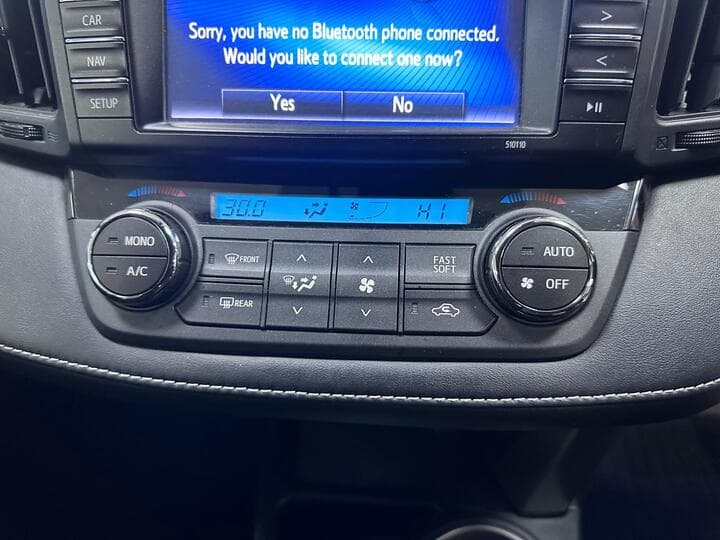 Sorry, you have no Bluetooth phone connected.
Would you like to connect one now?
Yes No
CAR
NAV
SETUP
>
<
510110
30.0 HI
MONO
A/C
FRONT
REAR
FAST
SOFT
AUTO
OFF